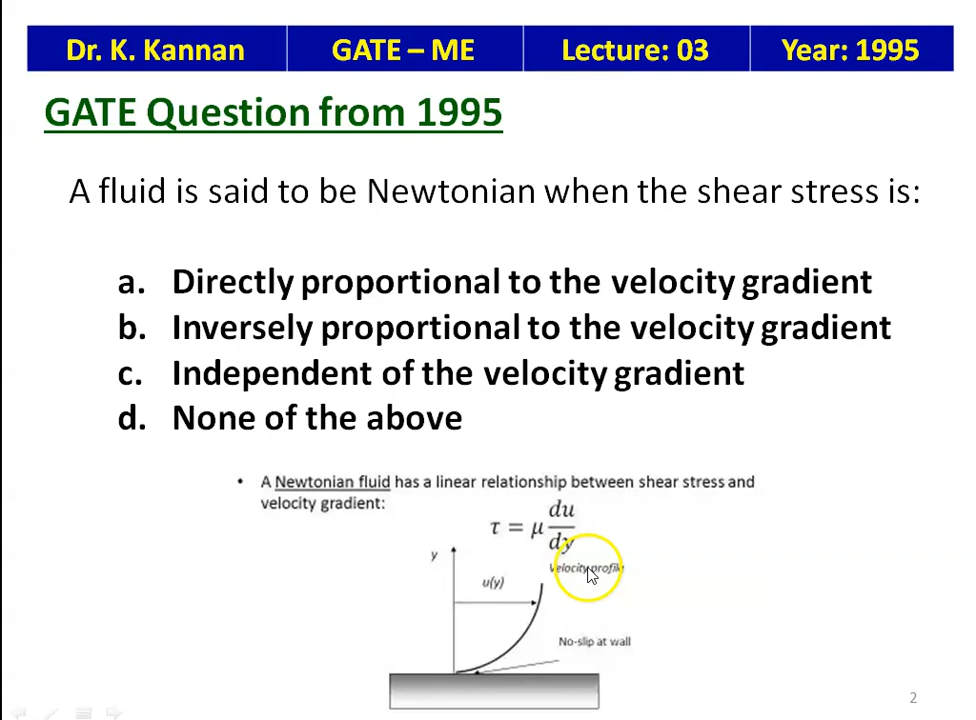 Dr. K. Kannan GATE – ME Lecture: 03 Year: 1995
GATE Question from 1995
A fluid is said to be Newtonian when the shear stress is:
a. Directly proportional to the velocity gradient
b. Inversely proportional to the velocity gradient
c. Independent of the velocity gradient
d. None of the above
• A Newtonian fluid has a linear relationship between shear stress and
velocity gradient:
τ = μ du/dy
y
Velocity profile
u(y)
No-slip at wall
2